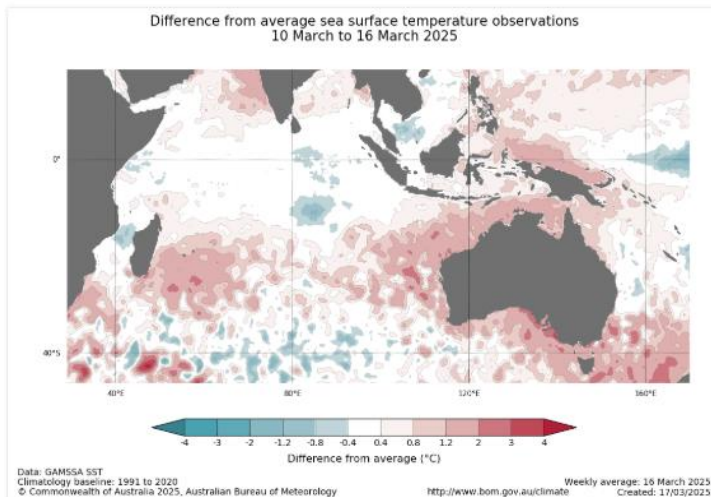 Difference from average sea surface temperature observations
10 March to 16 March 2025
0°
40°S
40°E 80°E 120°E 160°E
-4 -3 -2 -1.2 -0.8 -0.4 0.4 0.8 1.2 2 3 4
Difference from average (°C)
Data: GAMSSA SST
Climatology baseline: 1991 to 2020
© Commonwealth of Australia 2025, Australian Bureau of Meteorology
http://www.bom.gov.au/climate
Weekly average: 16 March 2025
Created: 17/03/2025